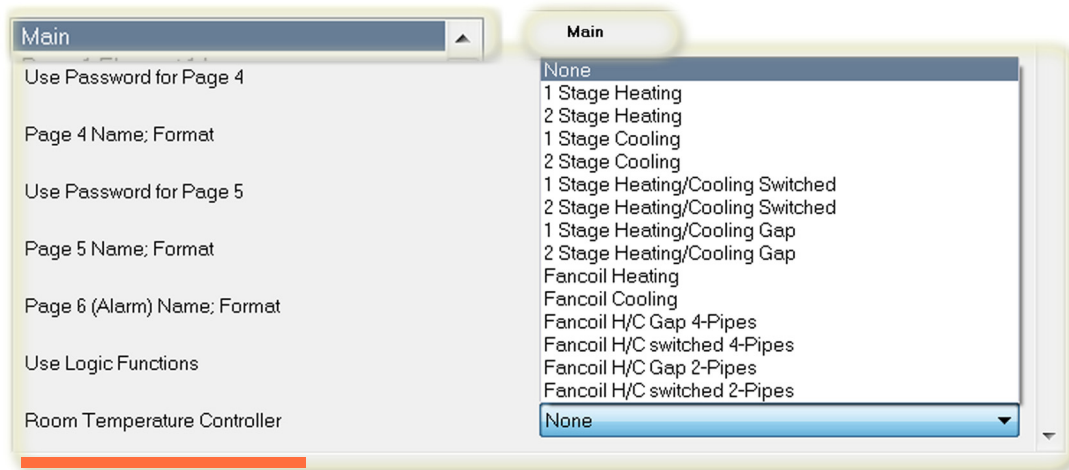 Main
Main
Use Password for Page 4
Page 4 Name; Format
Use Password for Page 5
Page 5 Name; Format
Page 6 (Alarm) Name; Format
Use Logic Functions
Room Temperature Controller
None
1 Stage Heating
2 Stage Heating
1 Stage Cooling
2 Stage Cooling
1 Stage Heating/Cooling Switched
2 Stage Heating/Cooling Switched
1 Stage Heating/Cooling Gap
2 Stage Heating/Cooling Gap
Fancoil Heating
Fancoil Cooling
Fancoil H/C Gap 4-Pipes
Fancoil H/C switched 4-Pipes
Fancoil H/C Gap 2-Pipes
Fancoil H/C switched 2-Pipes
None